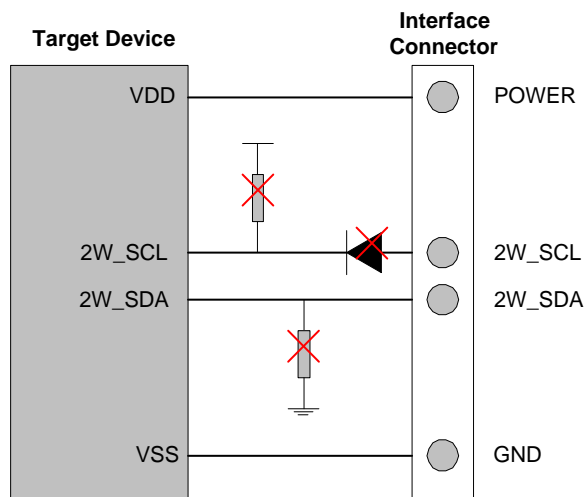 Target Device
Interface
Connector
VDD
POWER
2W_SCL
2W_SCL
2W_SDA
2W_SDA
VSS
GND